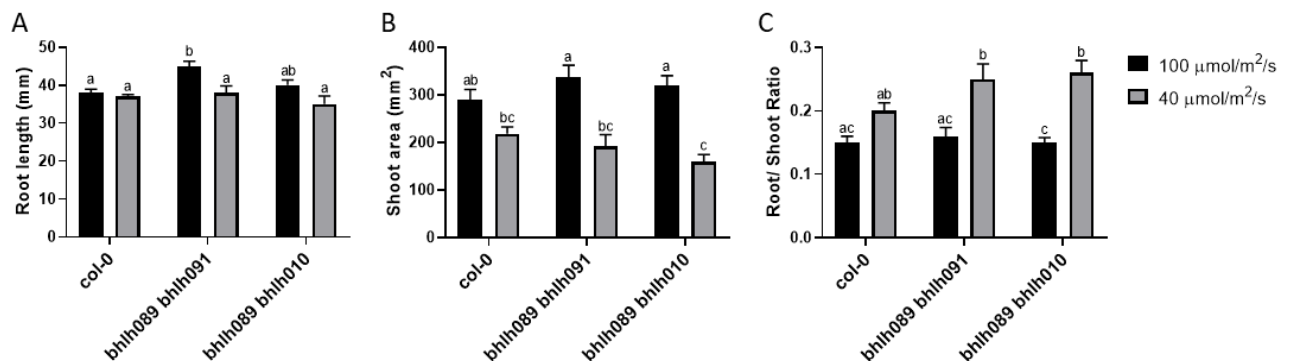 A
Root length (mm)
50
40
30
20
10
0
a
a
b
a
ab
a
col-0
bhlh089 bhlh091
bhlh089 bhlh010
B
Shoot area (mm²)
400
300
200
100
0
ab
bc
a
bc
a
c
col-0
bhlh089 bhlh091
bhlh089 bhlh010
C
Root/ Shoot Ratio
0.3
0.2
0.1
0.0
ac
ab
ac
b
c
b
col-0
bhlh089 bhlh091
bhlh089 bhlh010
100 µmol/m²/s
40 µmol/m²/s